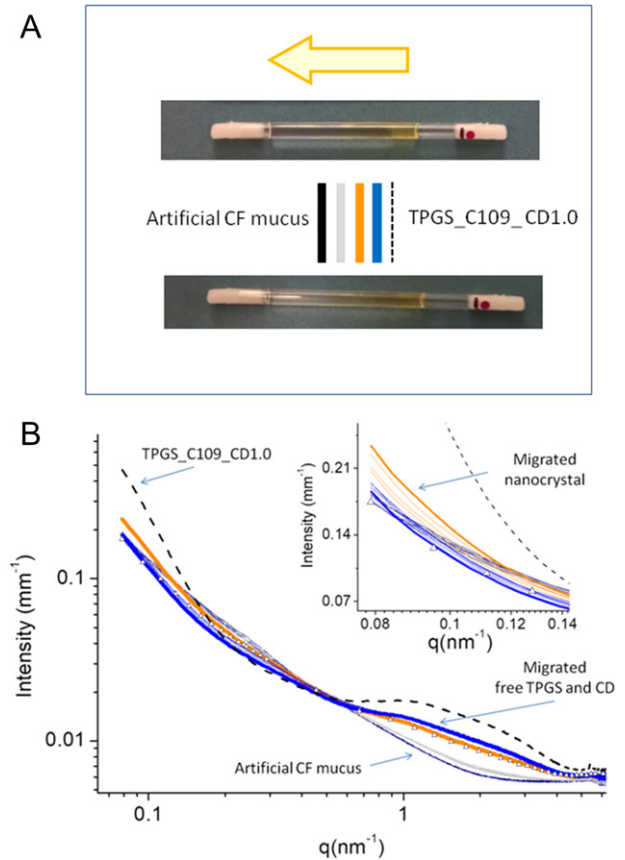 A
Artificial CF mucus
TPGS_C109_CD1.0
B
TPGS_C109_CD1.0
Migrated
nanocrystal
Intensity (mm⁻¹)
0.21
0.14
0.07
0.08
0.1
0.12
0.14
q(nm⁻¹)
Intensity (mm⁻¹)
0.1
0.01
Migrated
free TPGS and CD
Artificial CF mucus
0.1
1
q(nm⁻¹)